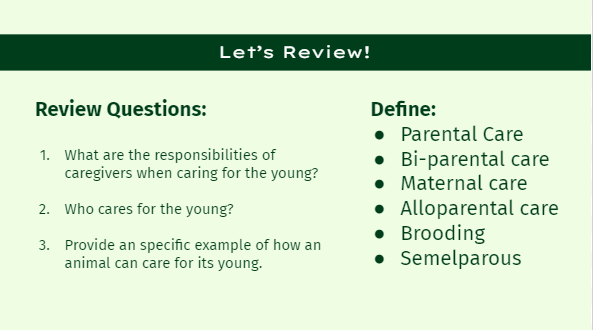 Let's Review!
Review Questions:
1. What are the responsibilities of
caregivers when caring for the young?
2. Who cares for the young?
3. Provide an specific example of how an
animal can care for its young.
Define:
● Parental Care
● Bi-parental care
● Maternal care
● Alloparental care
● Brooding
● Semelparous